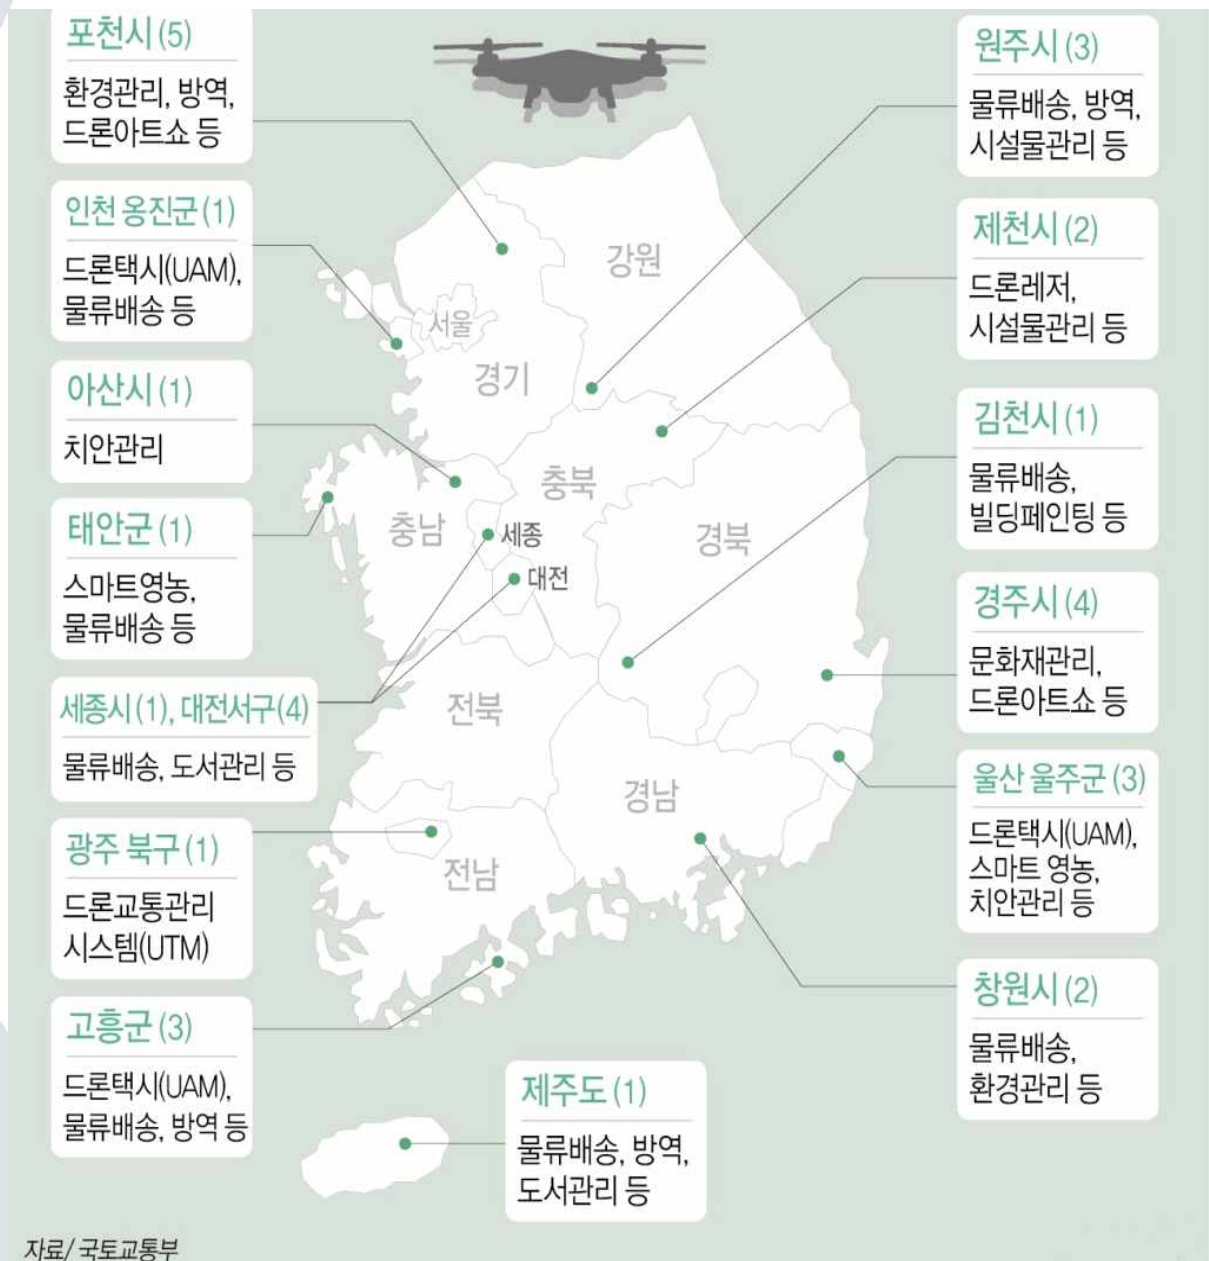 포천시 (5)
환경관리, 방역,
드론아트쇼 등
인천 옹진군 (1)
드론택시(UAM),
물류배송 등
아산시 (1)
치안관리
태안군 (1)
스마트영농,
물류배송 등
세종시 (1), 대전서구 (4)
물류배송, 도서관리 등
광주 북구 (1)
드론교통관리
시스템(UTM)
고흥군 (3)
드론택시(UAM),
물류배송, 방역 등
강원
서울
경기
충북
충남
세종
대전
경북
전북
경남
전남
원주시 (3)
물류배송, 방역,
시설물관리 등
제천시 (2)
드론레저,
시설물관리 등
김천시 (1)
물류배송,
빌딩페인팅 등
경주시 (4)
문화재관리,
드론아트쇼 등
울산 울주군 (3)
드론택시(UAM),
스마트 영농,
치안관리 등
창원시 (2)
물류배송,
환경관리 등
제주도 (1)
물류배송, 방역,
도서관리 등
자료/ 국토교통부